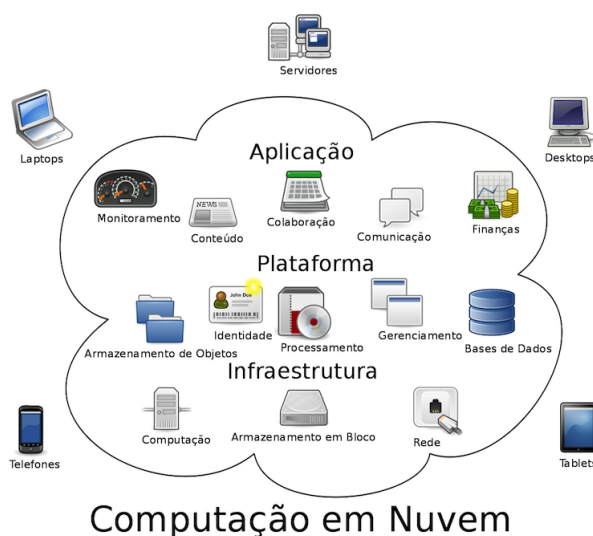 Servidores
Laptops
Desktops
Aplicação
Monitoramento
NEWS
Conteúdo
Colaboração
Comunicação
Finanças
Plataforma
John Doe
Armazenamento de Objetos
Identidade
Processamento
Gerenciamento
Bases de Dados
Infraestrutura
Computação
Armazenamento em Bloco
Rede
Telefones
Tablets
Computação em Nuvem